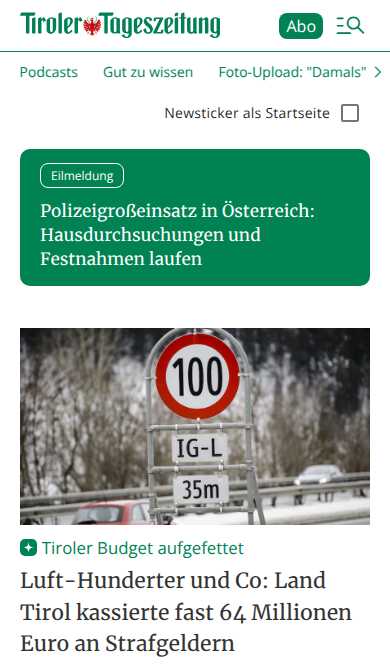 Tiroler Tageszeitung
Abo
Podcasts Gut zu wissen Foto-Upload: "Damals"
Newsticker als Startseite
Eilmeldung
Polizeigroßeinsatz in Österreich:
Hausdurchsuchungen und
Festnahmen laufen
100
IG-L
35m
Tiroler Budget aufgefettet
Luft-Hunderter und Co: Land
Tirol kassierte fast 64 Millionen
Euro an Strafgeldern